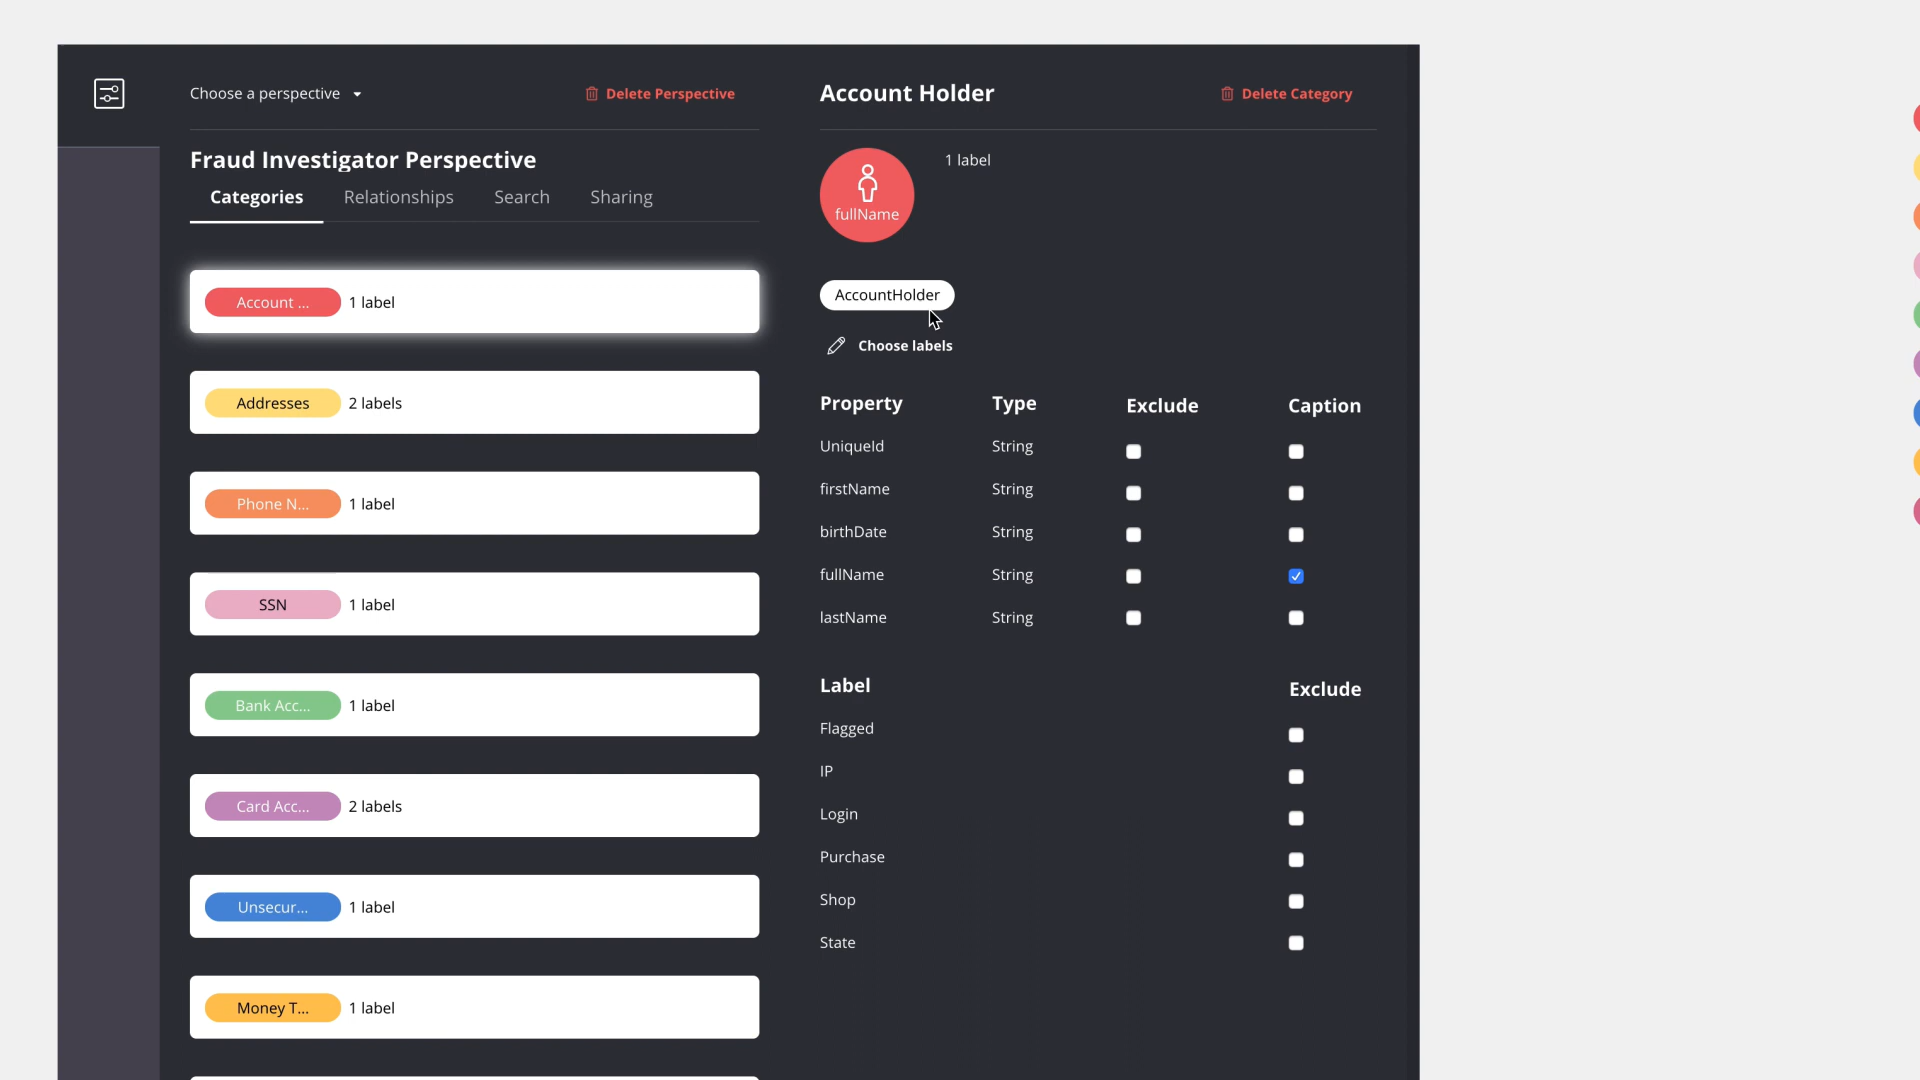 Choose a perspective
Delete Perspective
Fraud Investigator Perspective
Categories Relationships Search Sharing
Account ... 1 label
Addresses 2 labels
Phone N... 1 label
SSN 1 label
Bank Acc... 1 label
Card Acc... 2 labels
Unsecur... 1 label
Money T... 1 label
Account Holder
Delete Category
fullName
1 label
AccountHolder
Choose labels
Property Type Exclude Caption
UniqueId String
firstName String
birthDate String
fullName String
lastName String
Label Exclude
Flagged
IP
Login
Purchase
Shop
State